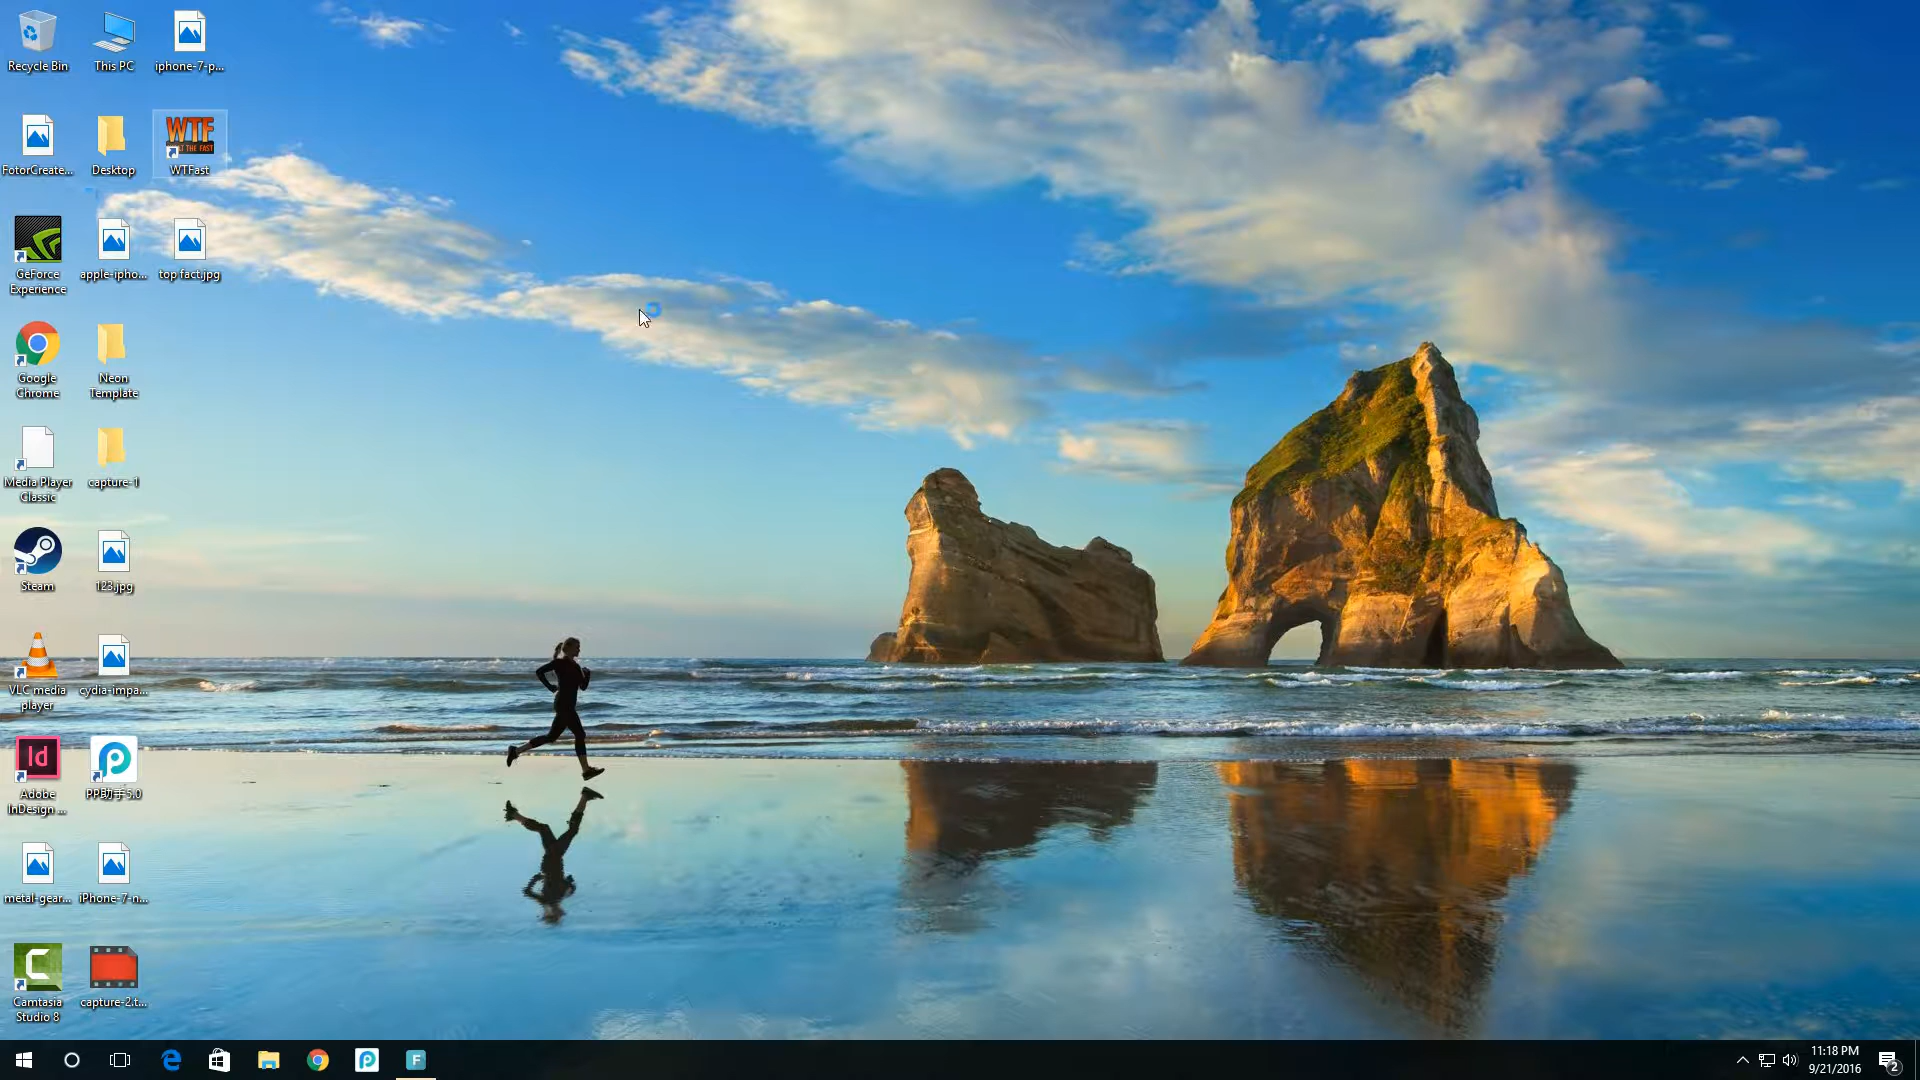 Recycle Bin
This PC
iphone-7-p...
FotorCreate...
Desktop
WTF
WTFast
GeForce
Experience
apple-ipho...
top fact.jpg
Google
Chrome
Neon
Template
Media Player
Classic
capture-1
Steam
123.jpg
VLC media
player
cydia-impa...
Id
Adobe
InDesign ...
PP助手5.0
metal-gear...
iPhone-7-n...
Camtasia
Studio 8
capture-2.t...
F
11:18 PM
9/21/2016
2